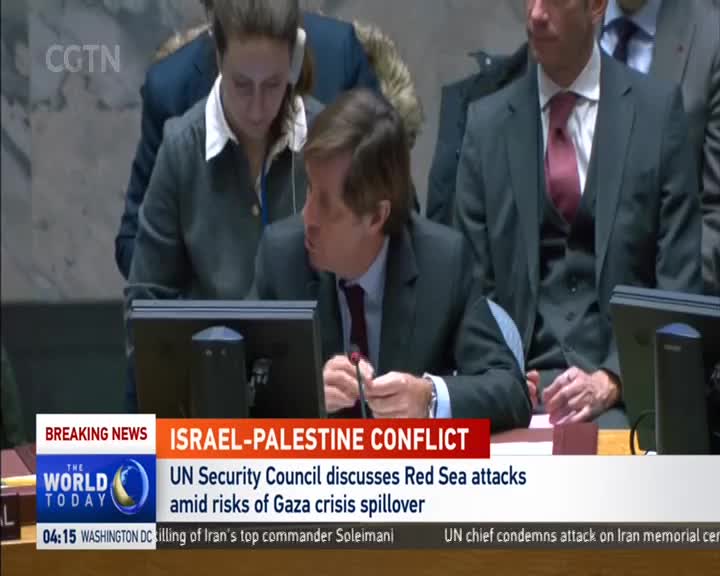 CGTN
BREAKING NEWS
ISRAEL-PALESTINE CONFLICT
THE
WORLD
TODAY
UN Security Council discusses Red Sea attacks
amid risks of Gaza crisis spillover
04:15 WASHINGTON DC
killing of Iran's top commander Soleimani
UN chief condemns attack on Iran memorial cer